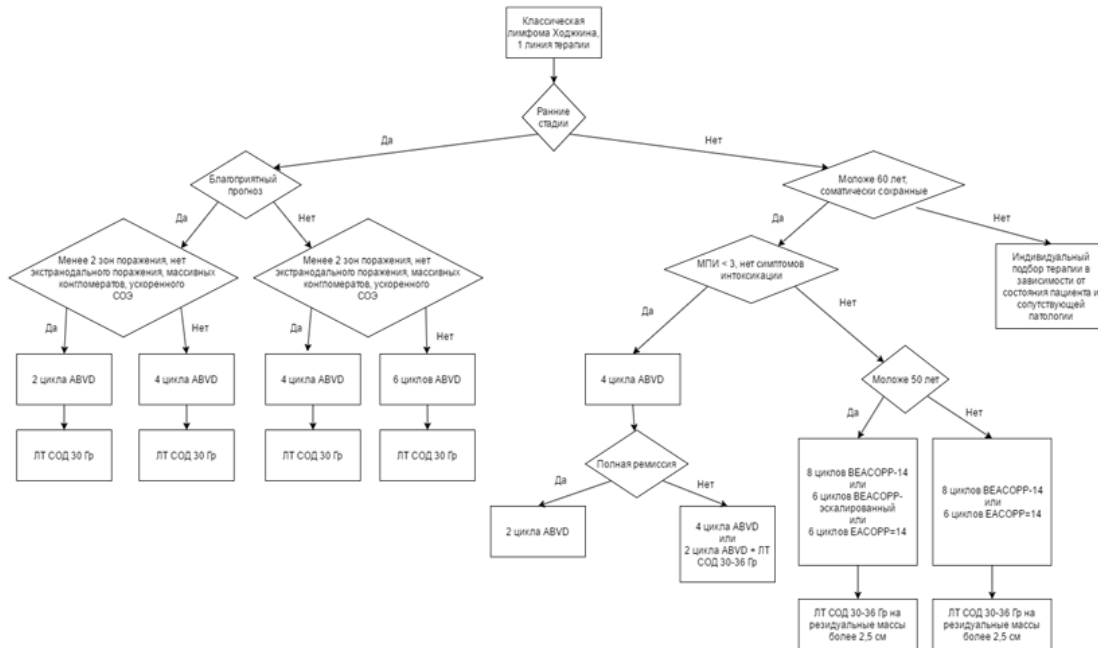 Классическая
лимфома Ходжкина,
1 линия терапии
Ранние
стадии
Да
Нет
Благоприятный
прогноз
Моложе 60 лет,
соматически сохранные
Да
Нет
Да
Нет
Менее 2 зон поражения, нет
экстранодального поражения, массивных
конгломератов, ускоренного
СОЭ
Менее 2 зон поражения, нет
экстранодального поражения, массивных
конгломератов, ускоренного
СОЭ
МПИ < 3, нет симптомов
интоксикации
Индивидуальный
подбор терапии в
зависимости от
состояния пациента и
сопутствующей
патологии
Да
Нет
Да
Нет
Да
Нет
2 цикла ABVD
4 цикла ABVD
4 цикла ABVD
6 циклов ABVD
4 цикла ABVD
Моложе 50 лет
ЛТ СОД 30 Гр
ЛТ СОД 30 Гр
ЛТ СОД 30 Гр
ЛТ СОД 30 Гр
Да
Нет
Полная ремиссия
Да
Нет
2 цикла ABVD
4 цикла ABVD
или
2 цикла ABVD + ЛТ
СОД 30-36 Гр
8 циклов BEACOPP-14
или
6 циклов BEACOPP-
эскалированный
или
6 циклов EACOPP=14
8 циклов BEACOPP-14
или
6 циклов EACOPP=14
ЛТ СОД 30-36 Гр на
резидуальные массы
более 2,5 см
ЛТ СОД 30-36 Гр на
резидуальные массы
более 2,5 см